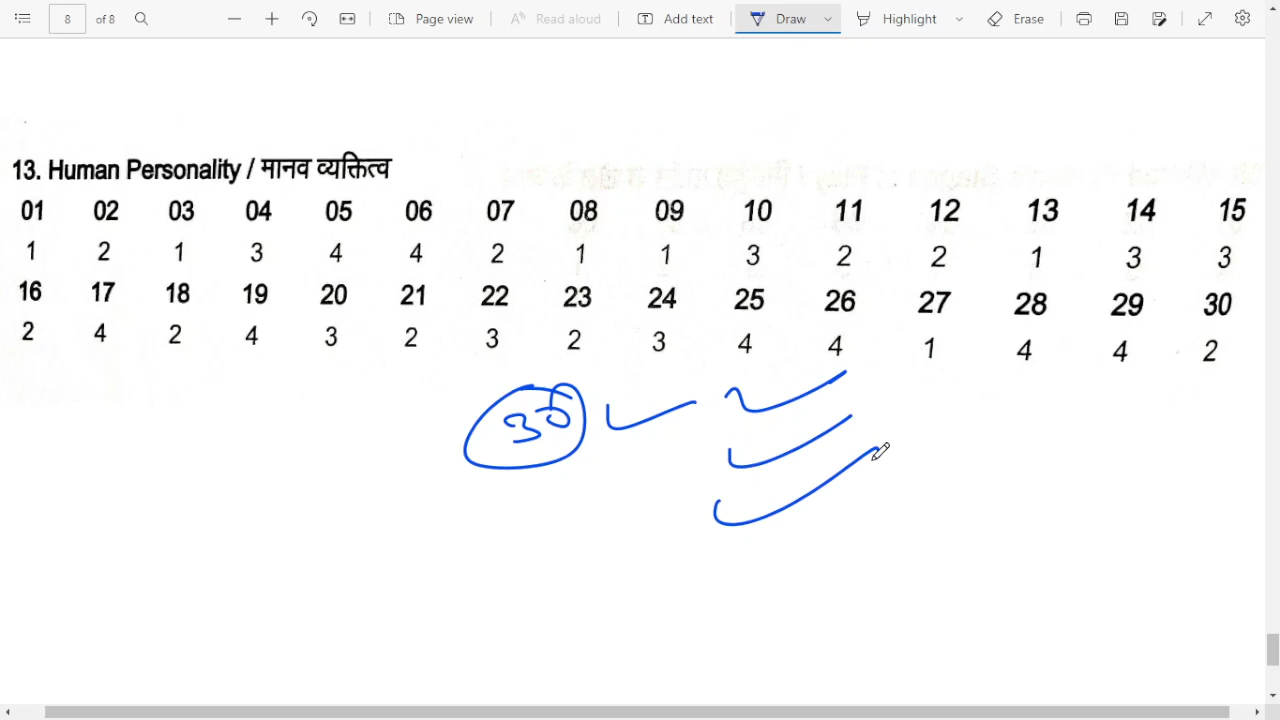 8 of 8 Page view Read aloud Add text Draw Highlight Erase
13. Human Personality / मानव व्यक्तित्व
01 02 03 04 05 06 07 08 09 10 11 12 13 14 15
1 2 1 3 4 4 2 1 1 3 2 2 1 3 3
16 17 18 19 20 21 22 23 24 25 26 27 28 29 30
2 4 2 4 3 2 3 2 3 4 4 1 4 4 2
30